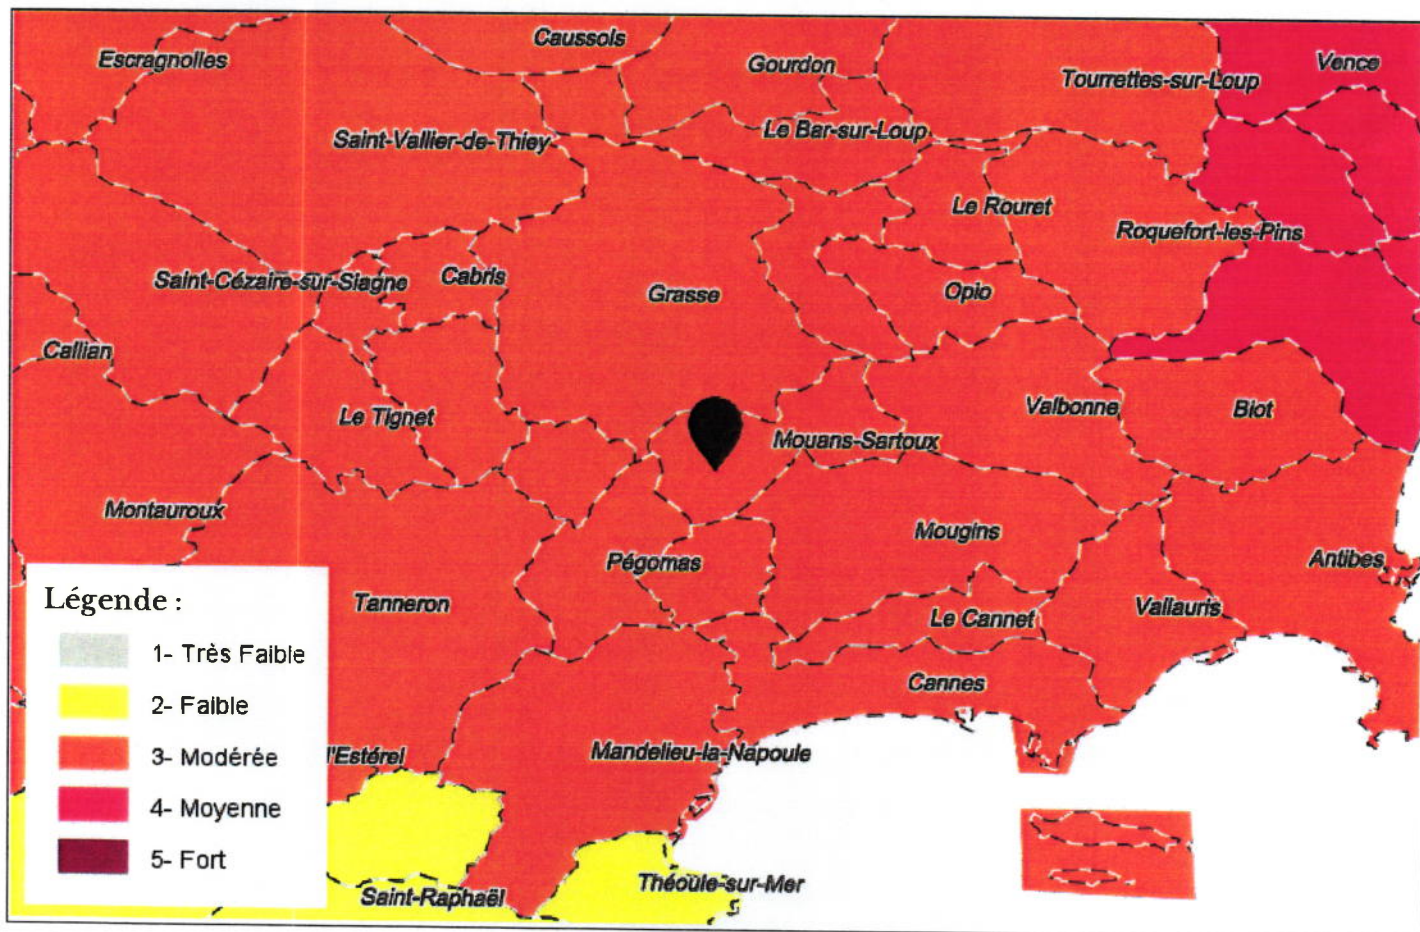 Escragnolles
Caussols
Gourdon
Tourrettes-sur-Loup
Vence
Saint-Vallier-de-Thiey
Le Bar-sur-Loup
Le Rouret
Roquefort-les-Pins
Saint-Cézaire-sur-Siagne
Cabris
Grasse
Opio
Callian
Le Tignet
Mouans-Sartoux
Valbonne
Biot
Montauroux
Pégomas
Mougins
Antibes
Tanneron
Le Cannet
Vallauris
Cannes
l'Estérel
Mandelieu-la-Napoule
Saint-Raphaël
Théoule-sur-Mer
Légende :
1- Très Faible
2- Faible
3- Modérée
4- Moyenne
5- Fort